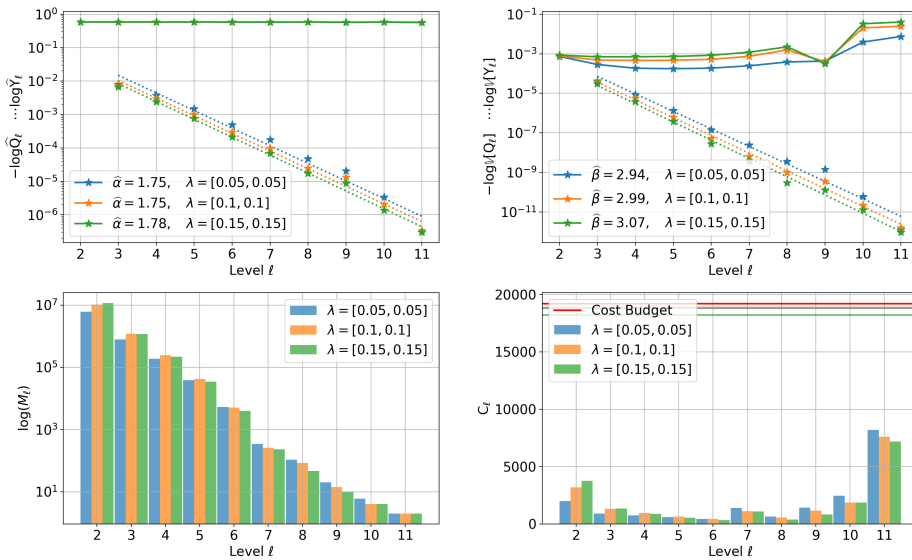 10⁰
10⁻¹
10⁻²
10⁻³
10⁻⁴
10⁻⁵
10⁻⁶
−log Q̂ℓ ⋯log Ŷℓ
α̂ = 1.75, λ = [0.05, 0.05]
α̂ = 1.75, λ = [0.1, 0.1]
α̂ = 1.78, λ = [0.15, 0.15]
2 3 4 5 6 7 8 9 10 11
Level ℓ
10⁻¹
10⁻³
10⁻⁵
10⁻⁷
10⁻⁹
10⁻¹¹
−log𝕍[Qℓ] ⋯log𝕍[Yℓ]
β̂ = 2.94, λ = [0.05, 0.05]
β̂ = 2.99, λ = [0.1, 0.1]
β̂ = 3.07, λ = [0.15, 0.15]
2 3 4 5 6 7 8 9 10 11
Level ℓ
10⁷
10⁵
10³
10¹
log(Mℓ)
λ = [0.05, 0.05]
λ = [0.1, 0.1]
λ = [0.15, 0.15]
2 3 4 5 6 7 8 9 10 11
Level ℓ
20000
15000
10000
5000
0
Cℓ
Cost Budget
λ = [0.05, 0.05]
λ = [0.1, 0.1]
λ = [0.15, 0.15]
2 3 4 5 6 7 8 9 10 11
Level ℓ